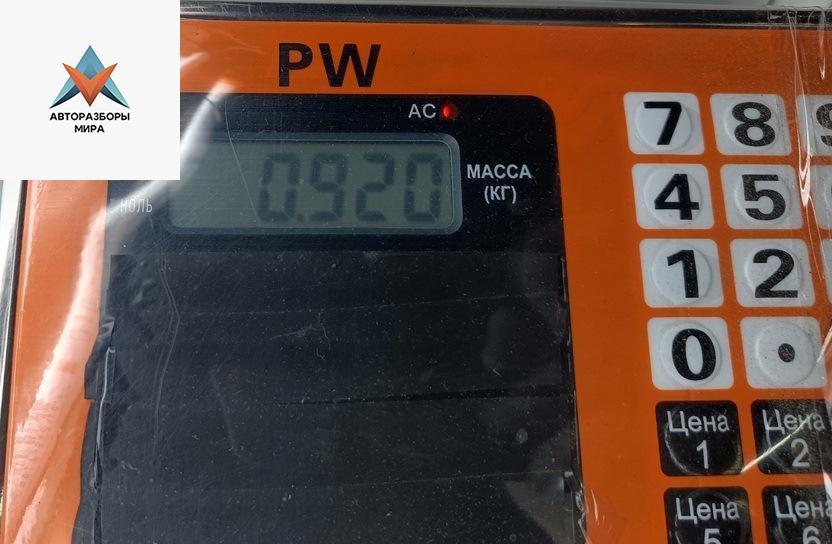 PW
АВТОРАЗБОРЫ
МИРА
AC
0.920
МАССА
(КГ)
НОЛЬ
7 8 9
4 5
1 2
0 .
Цена Цена
1 2
Цена Цена
5 6